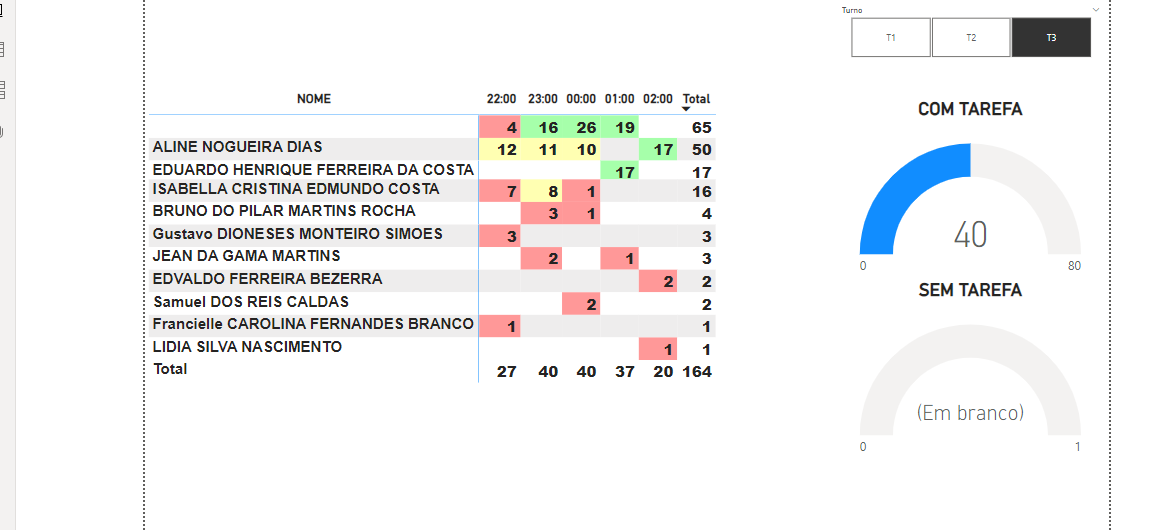 Turno
T1 T2 T3
NOME 22:00 23:00 00:00 01:00 02:00 Total
4 16 26 19 65
ALINE NOGUEIRA DIAS 12 11 10 17 50
EDUARDO HENRIQUE FERREIRA DA COSTA 17 17
ISABELLA CRISTINA EDMUNDO COSTA 7 8 1 16
BRUNO DO PILAR MARTINS ROCHA 3 1 4
Gustavo DIONESES MONTEIRO SIMOES 3 3
JEAN DA GAMA MARTINS 2 1 3
EDVALDO FERREIRA BEZERRA 2 2
Samuel DOS REIS CALDAS 2 2
Francielle CAROLINA FERNANDES BRANCO 1 1
LIDIA SILVA NASCIMENTO 1 1
Total 27 40 40 37 20 164
COM TAREFA
40
0 80
SEM TAREFA
(Em branco)
0 1